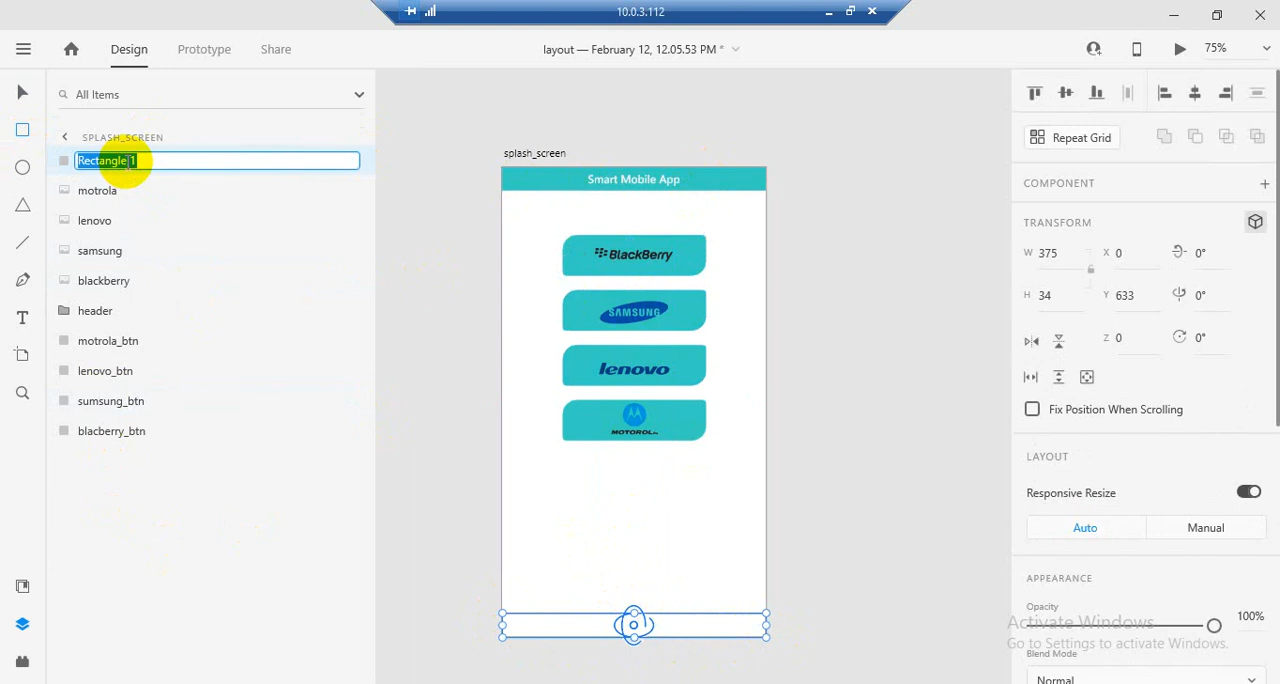 10.0.3.112
Design
Prototype
Share
layout — February 12, 12.05.53 PM *
75%
All Items
SPLASH_SCREEN
Rectangle 1
motrola
lenovo
samsung
blackberry
header
motrola_btn
lenovo_btn
sumsung_btn
blacberry_btn
splash_screen
Smart Mobile App
BlackBerry
SAMSUNG
lenovo
MOTOROLA
Repeat Grid
COMPONENT
TRANSFORM
W 375 X 0 0°
H 34 Y 633 0°
Z 0 0°
Fix Position When Scrolling
LAYOUT
Responsive Resize
Auto Manual
APPEARANCE
Opacity
100%
Activate Windows
Go to Settings to activate Windows.
Blend Mode
Normal